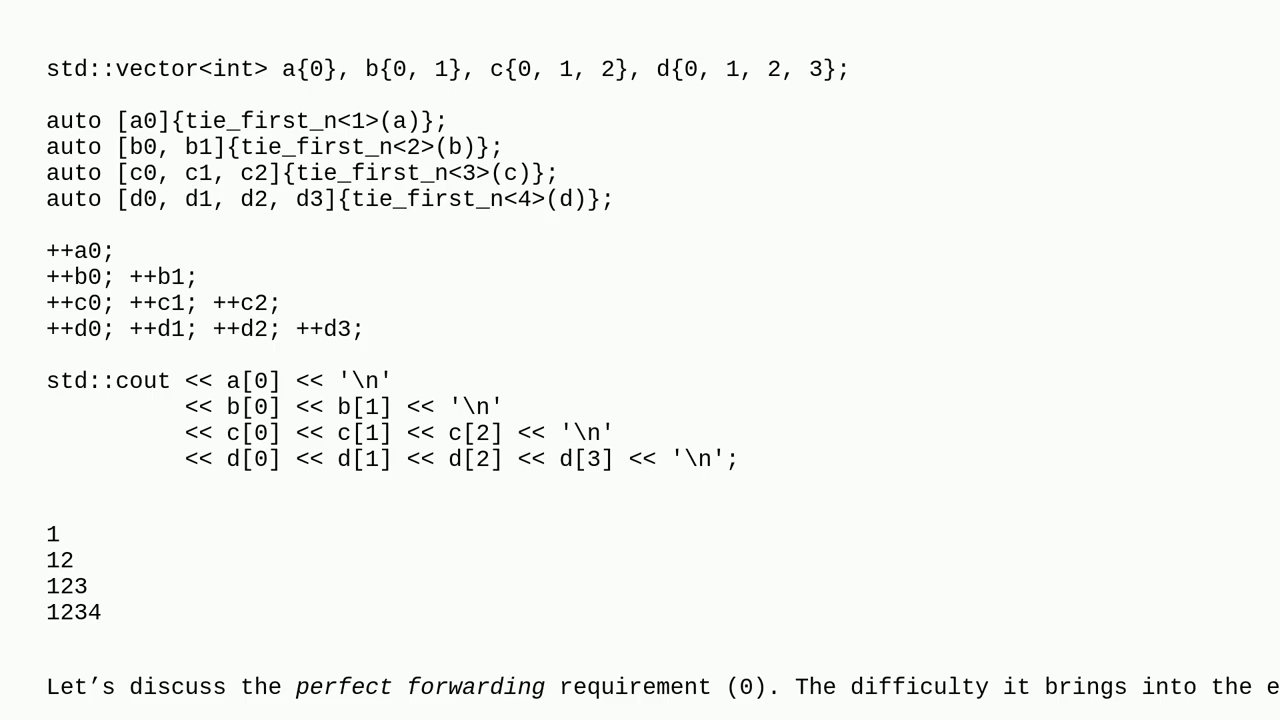 std::vector<int> a{0}, b{0, 1}, c{0, 1, 2}, d{0, 1, 2, 3};
auto [a0]{tie_first_n<1>(a)};
auto [b0, b1]{tie_first_n<2>(b)};
auto [c0, c1, c2]{tie_first_n<3>(c)};
auto [d0, d1, d2, d3]{tie_first_n<4>(d)};
++a0;
++b0; ++b1;
++c0; ++c1; ++c2;
++d0; ++d1; ++d2; ++d3;
std::cout << a[0] << '\n'
<< b[0] << b[1] << '\n'
<< c[0] << c[1] << c[2] << '\n'
<< d[0] << d[1] << d[2] << d[3] << '\n';
1
12
123
1234
Let’s discuss the perfect forwarding requirement (0). The difficulty it brings into the